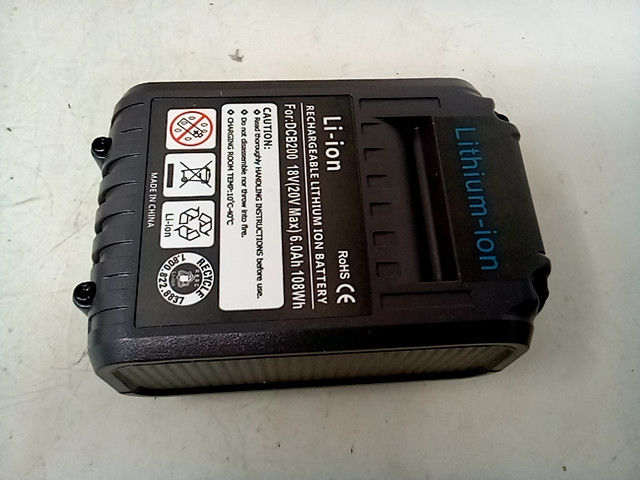 Lithium-ion
Li-ion
RoHS CE
RECHARGEABLE LITHIUM ION BATTERY
For:DCB200 18V(20V Max) 6.0Ah 108Wh
CAUTION:
Read thoroughly HANDLING INSTRUCTIONS before use.
Do not disassemble nor throw into fire.
CHARGING ROOM TEMP.:10°C-40°C
Li-ion
RECYCLE
1.800.822.8837
MADE IN CHINA